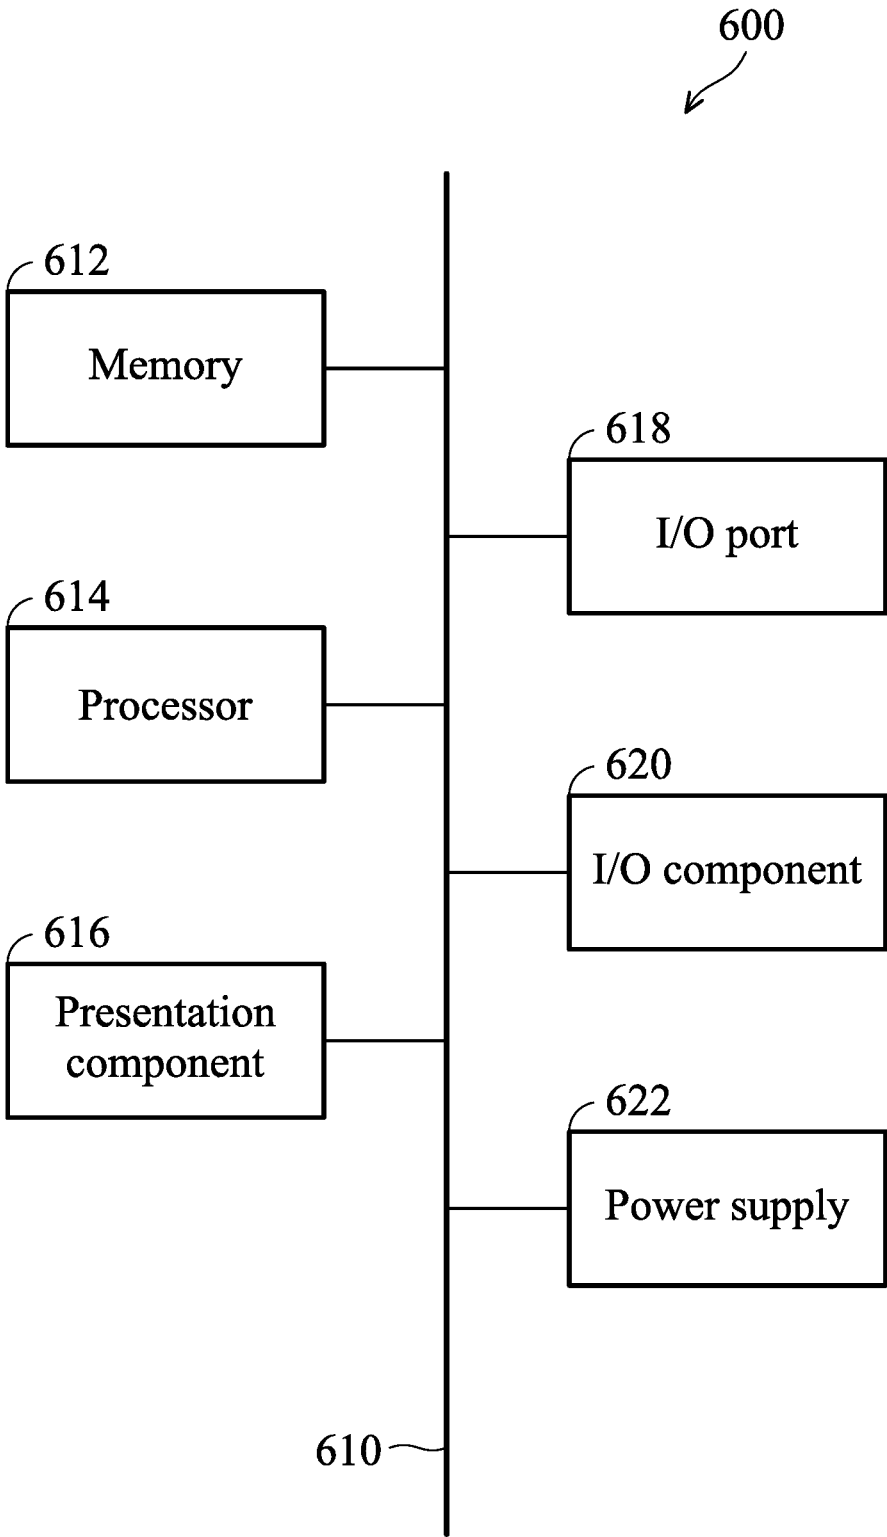 600
612
Memory
618
I/O port
614
Processor
620
I/O component
616
Presentation
component
622
Power supply
610